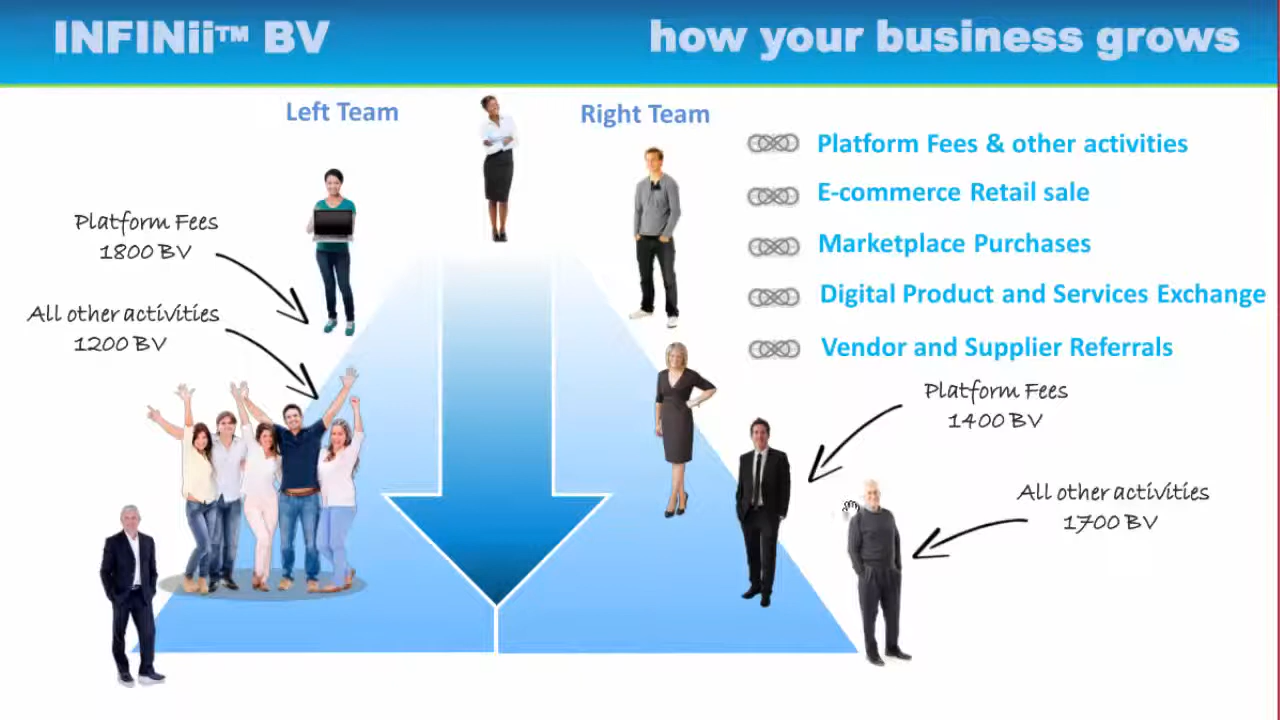 INFINii™ BV
how your business grows
Left Team
Right Team
Platform Fees & other activities
E-commerce Retail sale
Marketplace Purchases
Digital Product and Services Exchange
Vendor and Supplier Referrals
Platform Fees
1800 BV
All other activities
1200 BV
Platform Fees
1400 BV
All other activities
1700 BV